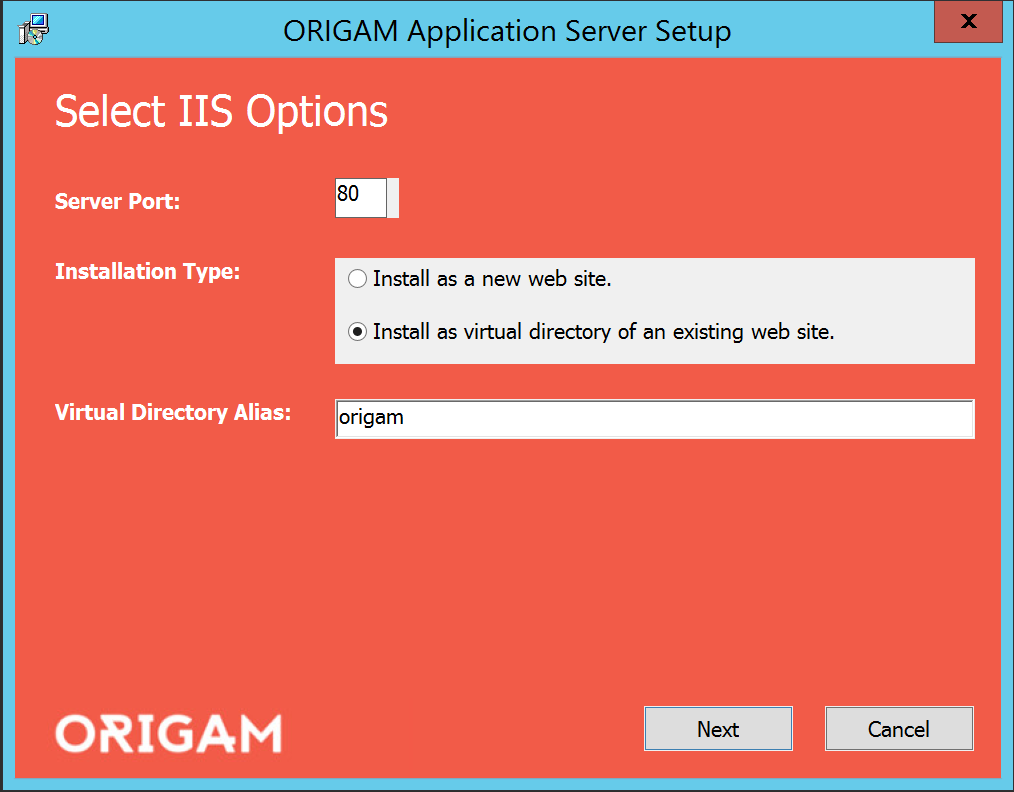 ORIGAM Application Server Setup
X
Select IIS Options
Server Port: 80
Installation Type:
Install as a new web site.
Install as virtual directory of an existing web site.
Virtual Directory Alias: origam
ORIGAM
Next Cancel